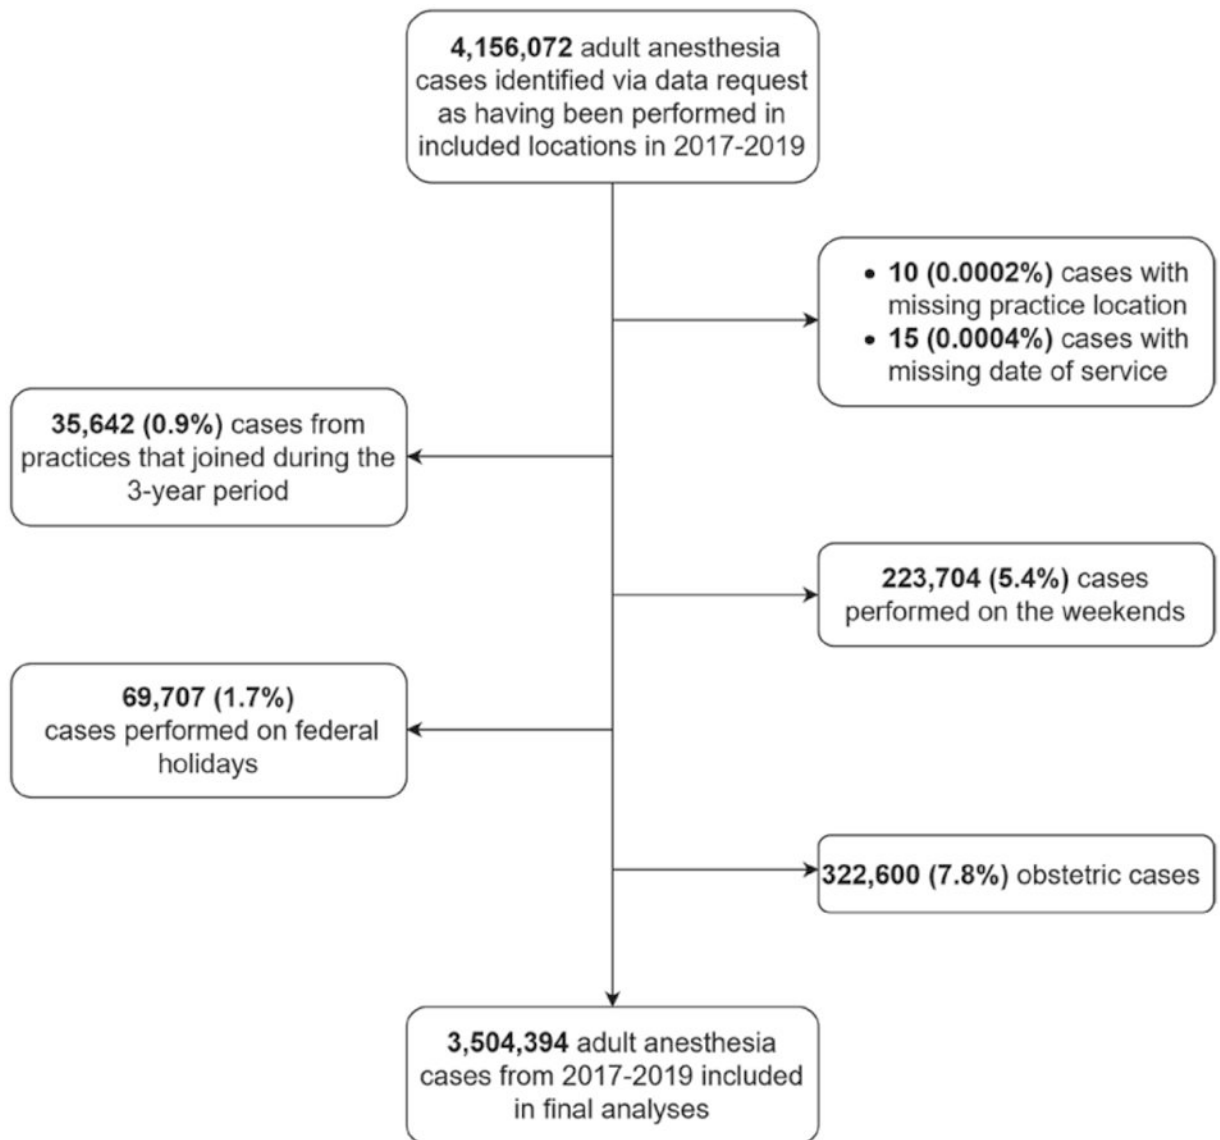 4,156,072 adult anesthesia
cases identified via data request
as having been performed in
included locations in 2017-2019
• 10 (0.0002%) cases with
missing practice location
• 15 (0.0004%) cases with
missing date of service
35,642 (0.9%) cases from
practices that joined during the
3-year period
223,704 (5.4%) cases
performed on the weekends
69,707 (1.7%)
cases performed on federal
holidays
322,600 (7.8%) obstetric cases
3,504,394 adult anesthesia
cases from 2017-2019 included
in final analyses